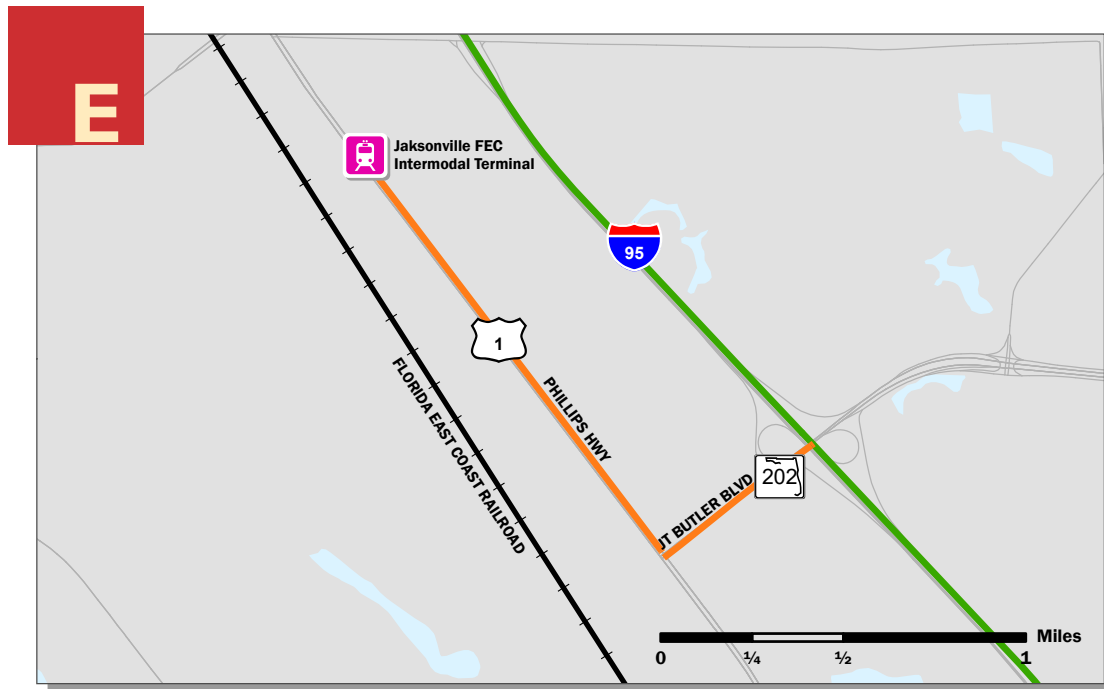 E
Jaksonville FEC
Intermodal Terminal
95
1
FLORIDA EAST COAST RAILROAD
PHILLIPS HWY
JT BUTLER BLVD
202
Miles
0 ¼ ½ 1